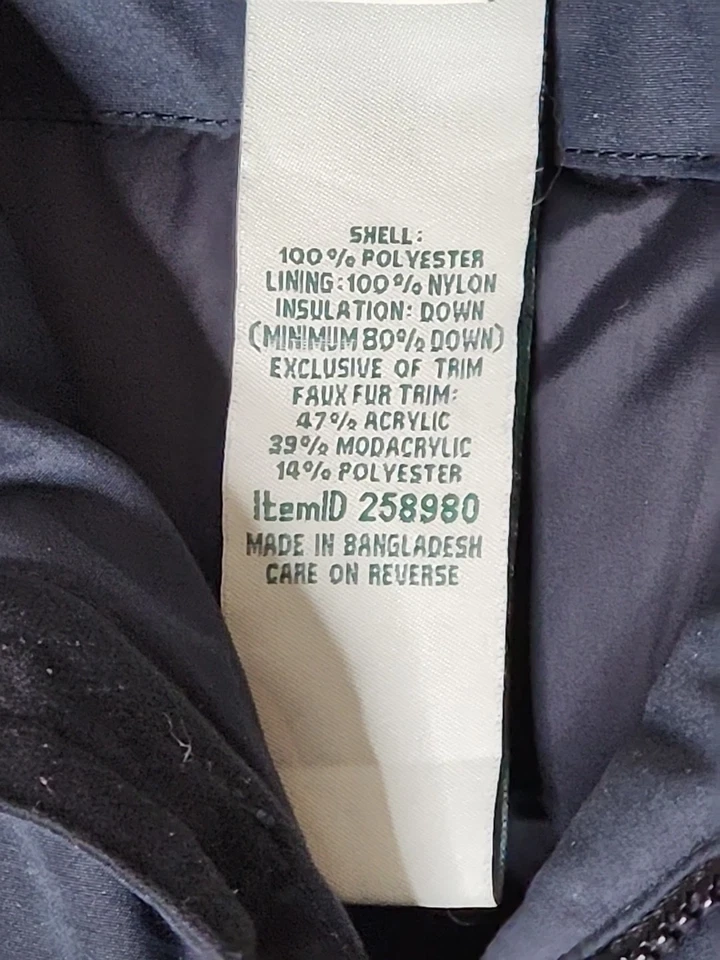 SHELL:
100% POLYESTER
LINING:100% NYLON
INSULATION: DOWN
(MINIMUM 80% DOWN)
EXCLUSIVE OF TRIM
FAUX FUR TRIM:
47% ACRYLIC
39% MODACRYLIC
14% POLYESTER
ItemID 258980
MADE IN BANGLADESH
CARE ON REVERSE